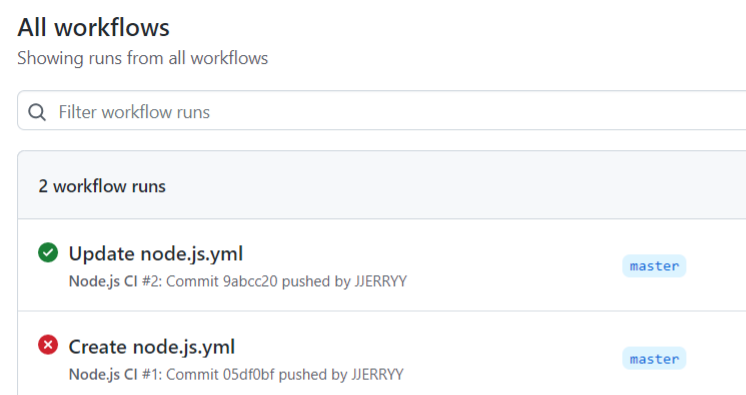 All workflows
Showing runs from all workflows
Filter workflow runs
2 workflow runs
Update node.js.yml
master
Node.js CI #2: Commit 9abcc20 pushed by JJERRYY
Create node.js.yml
master
Node.js CI #1: Commit 05df0bf pushed by JJERRYY